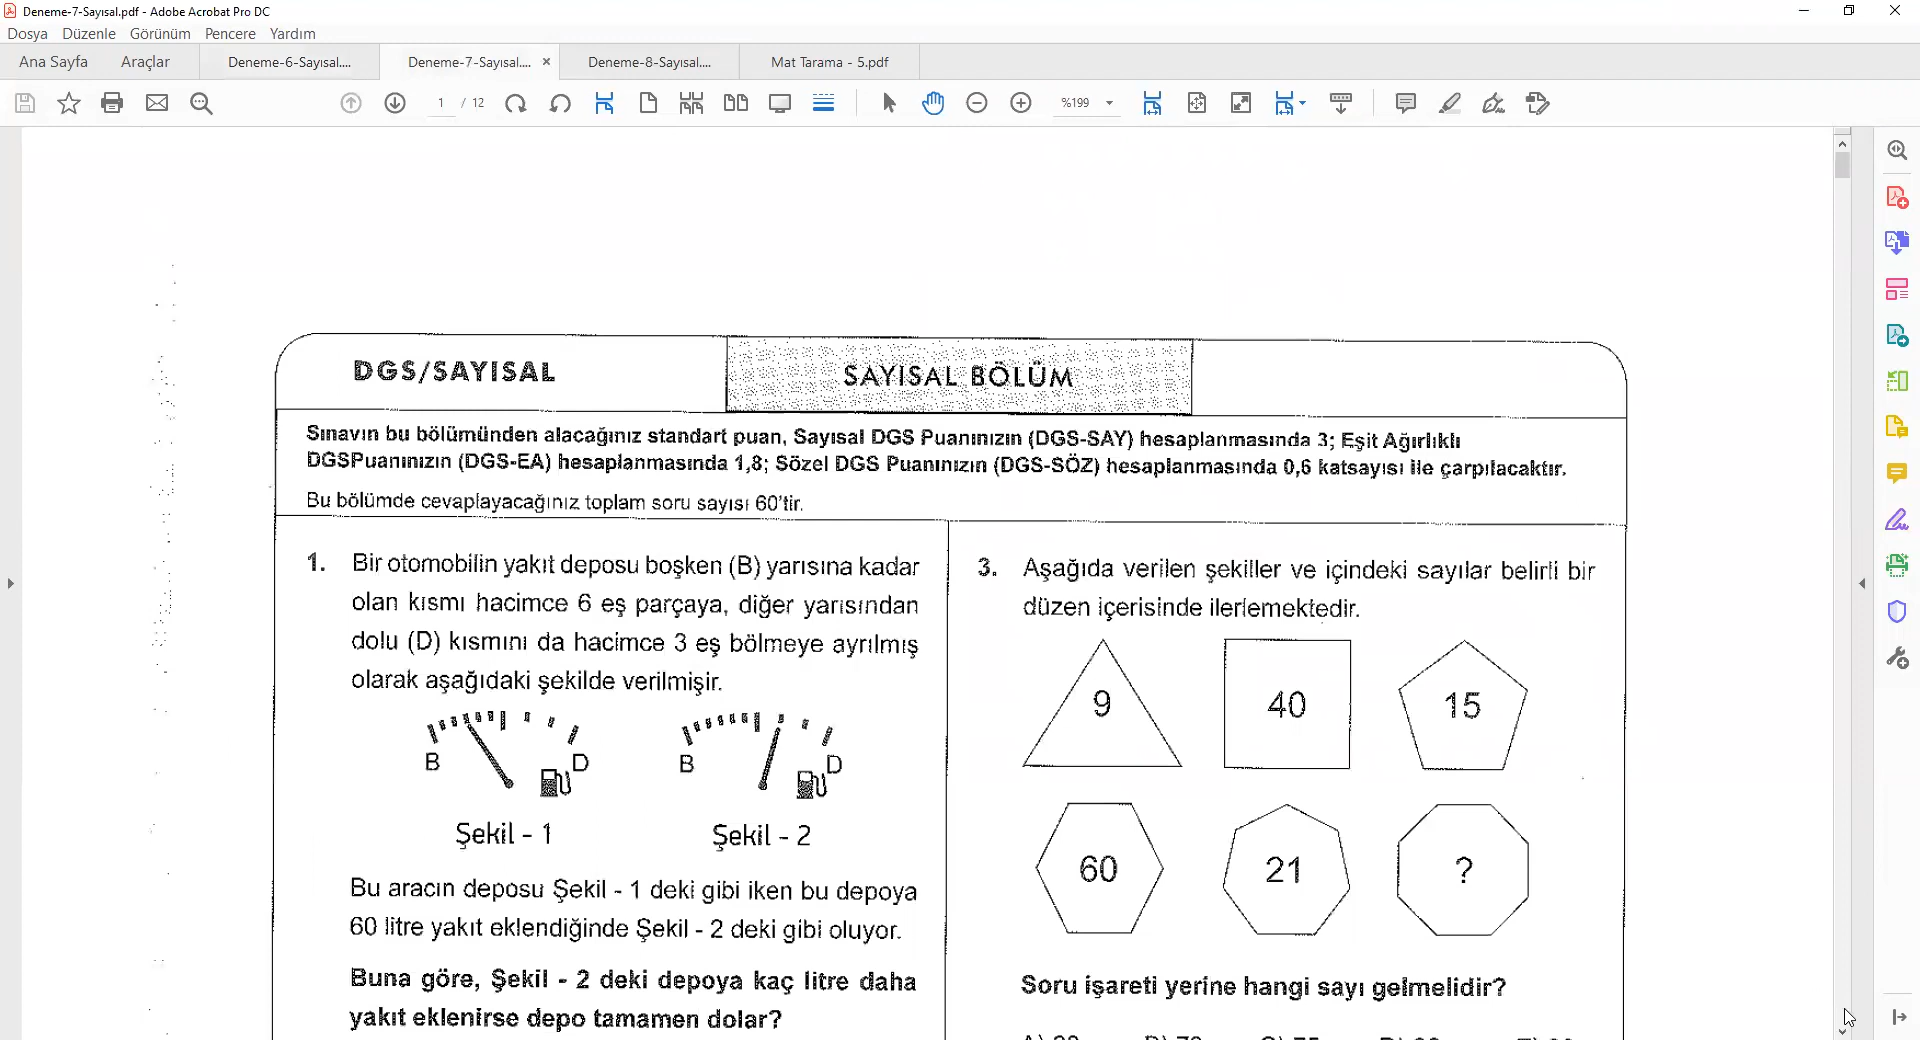 Deneme-7-Sayısal.pdf - Adobe Acrobat Pro DC
Dosya Düzenle Görünüm Pencere Yardım
Ana Sayfa Araçlar Deneme-6-Sayısal.... Deneme-7-Sayısal.... × Deneme-8-Sayısal.... Mat Tarama - 5.pdf
1 / 12 %199
DGS/SAYISAL
SAYISAL BÖLÜM
Sınavın bu bölümünden alacağınız standart puan, Sayısal DGS Puanınızın (DGS-SAY) hesaplanmasında 3; Eşit Ağırlıklı
DGSPuanınızın (DGS-EA) hesaplanmasında 1,8; Sözel DGS Puanınızın (DGS-SÖZ) hesaplanmasında 0,6 katsayısı ile çarpılacaktır.
Bu bölümde cevaplayacağınız toplam soru sayısı 60'tir.
1. Bir otomobilin yakıt deposu boşken (B) yarısına kadar
olan kısmı hacimce 6 eş parçaya, diğer yarısından
dolu (D) kısmını da hacimce 3 eş bölmeye ayrılmış
olarak aşağıdaki şekilde verilmişir.
B D B D
Şekil - 1 Şekil - 2
Bu aracın deposu Şekil - 1 deki gibi iken bu depoya
60 litre yakıt eklendiğinde Şekil - 2 deki gibi oluyor.
Buna göre, Şekil - 2 deki depoya kaç litre daha
yakıt eklenirse depo tamamen dolar?
3. Aşağıda verilen şekiller ve içindeki sayılar belirli bir
düzen içerisinde ilerlemektedir.
9 40 15
60 21 ?
Soru işareti yerine hangi sayı gelmelidir?